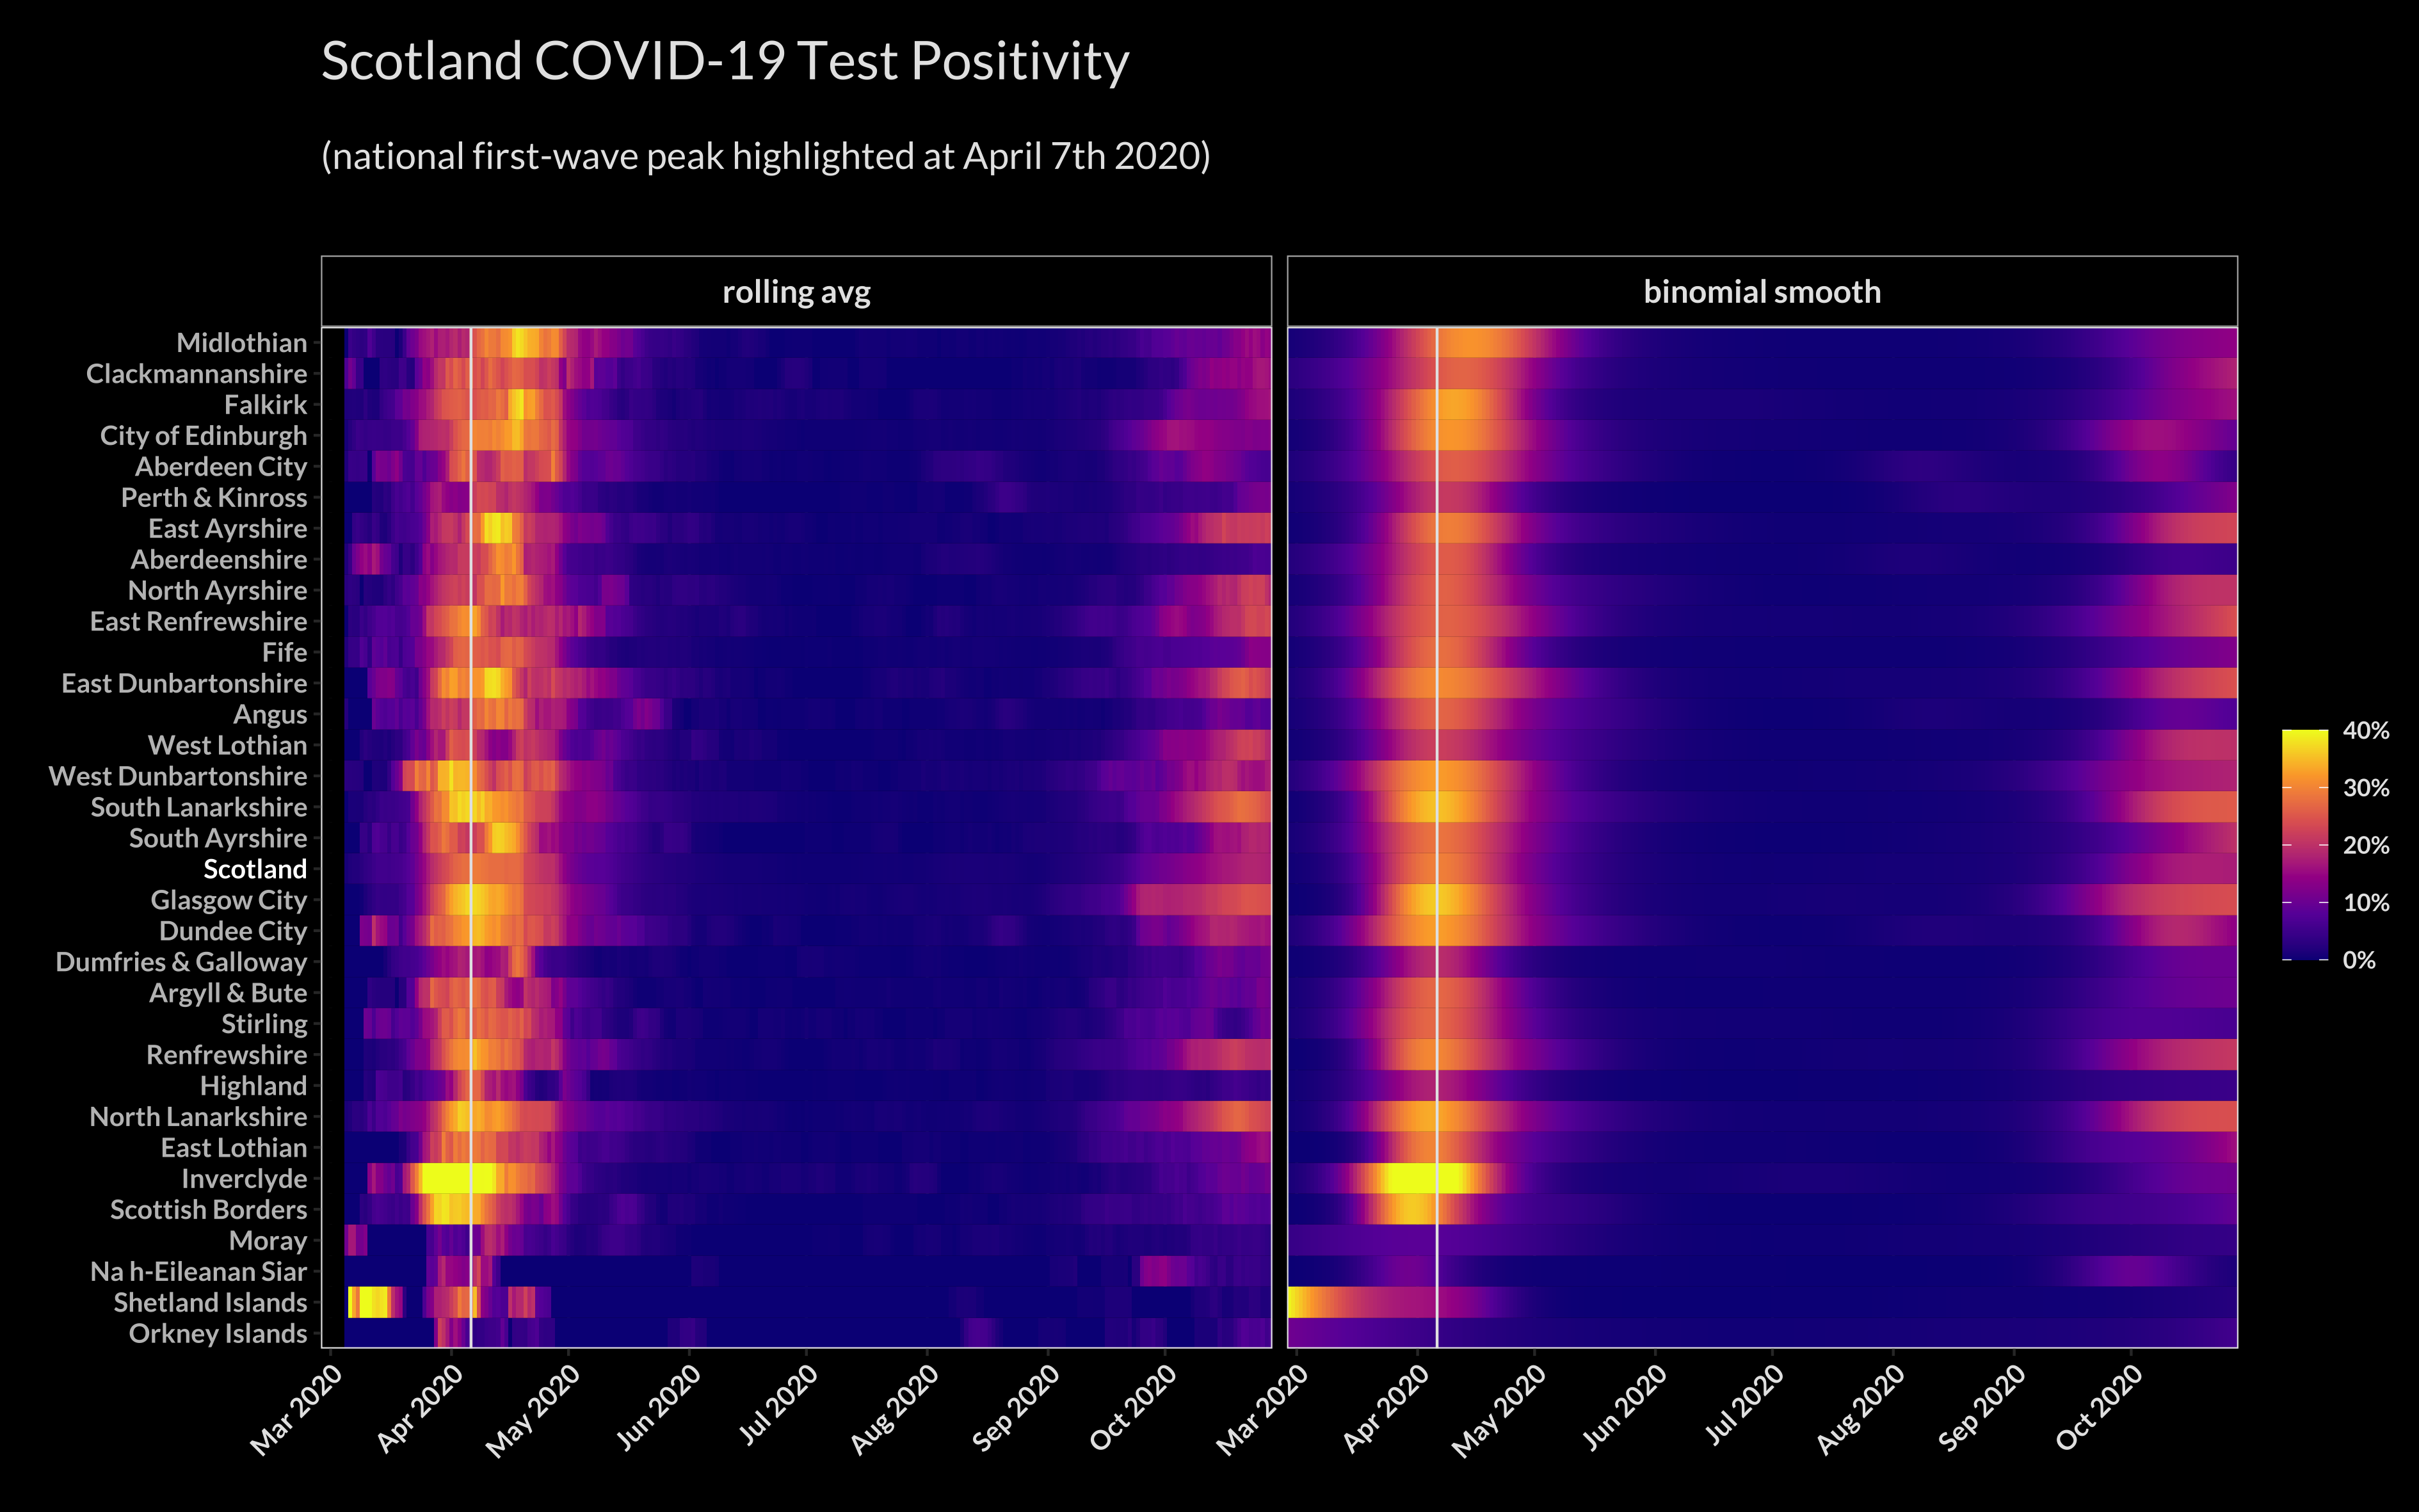 Scotland COVID-19 Test Positivity
(national first-wave peak highlighted at April 7th 2020)
rolling avg
binomial smooth
Midlothian
Clackmannanshire
Falkirk
City of Edinburgh
Aberdeen City
Perth & Kinross
East Ayrshire
Aberdeenshire
North Ayrshire
East Renfrewshire
Fife
East Dunbartonshire
Angus
West Lothian
West Dunbartonshire
South Lanarkshire
South Ayrshire
Scotland
Glasgow City
Dundee City
Dumfries & Galloway
Argyll & Bute
Stirling
Renfrewshire
Highland
North Lanarkshire
East Lothian
Inverclyde
Scottish Borders
Moray
Na h-Eileanan Siar
Shetland Islands
Orkney Islands
Mar 2020
Apr 2020
May 2020
Jun 2020
Jul 2020
Aug 2020
Sep 2020
Oct 2020
Mar 2020
Apr 2020
May 2020
Jun 2020
Jul 2020
Aug 2020
Sep 2020
Oct 2020
40%
30%
20%
10%
0%